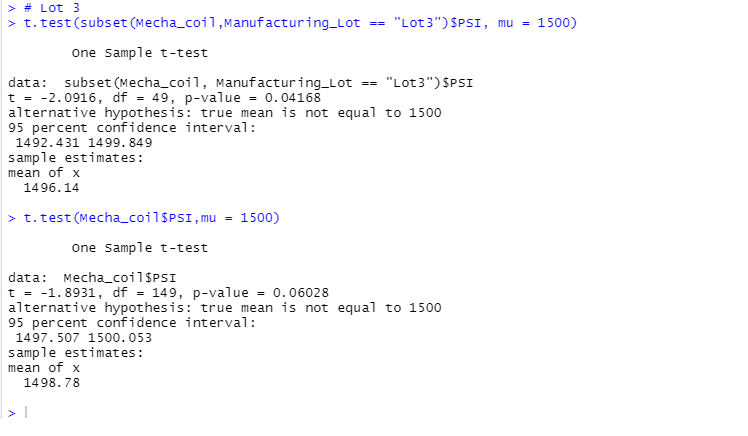 > # Lot 3
> t.test(subset(Mecha_coil,Manufacturing_Lot == "Lot3")$PSI, mu = 1500)
One Sample t-test
data:  subset(Mecha_coil, Manufacturing_Lot == "Lot3")$PSI
t = -2.0916, df = 49, p-value = 0.04168
alternative hypothesis: true mean is not equal to 1500
95 percent confidence interval:
1492.431 1499.849
sample estimates:
mean of x
1496.14
> t.test(Mecha_coil$PSI,mu = 1500)
One Sample t-test
data:  Mecha_coil$PSI
t = -1.8931, df = 149, p-value = 0.06028
alternative hypothesis: true mean is not equal to 1500
95 percent confidence interval:
1497.507 1500.053
sample estimates:
mean of x
1498.78
>